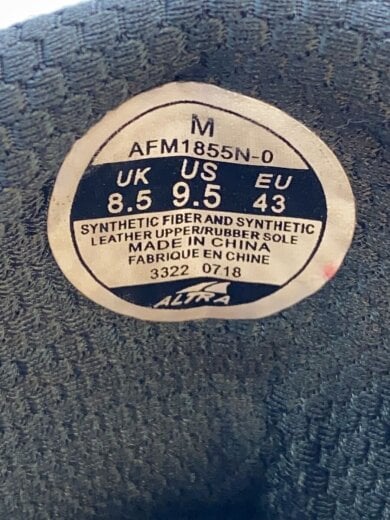 M
AFM1855N-0
UK US EU
8.5 9.5 43
SYNTHETIC FIBER AND SYNTHETIC
LEATHER UPPER/RUBBER SOLE
MADE IN CHINA
FABRIQUE EN CHINE
3322 0718
ALTRA